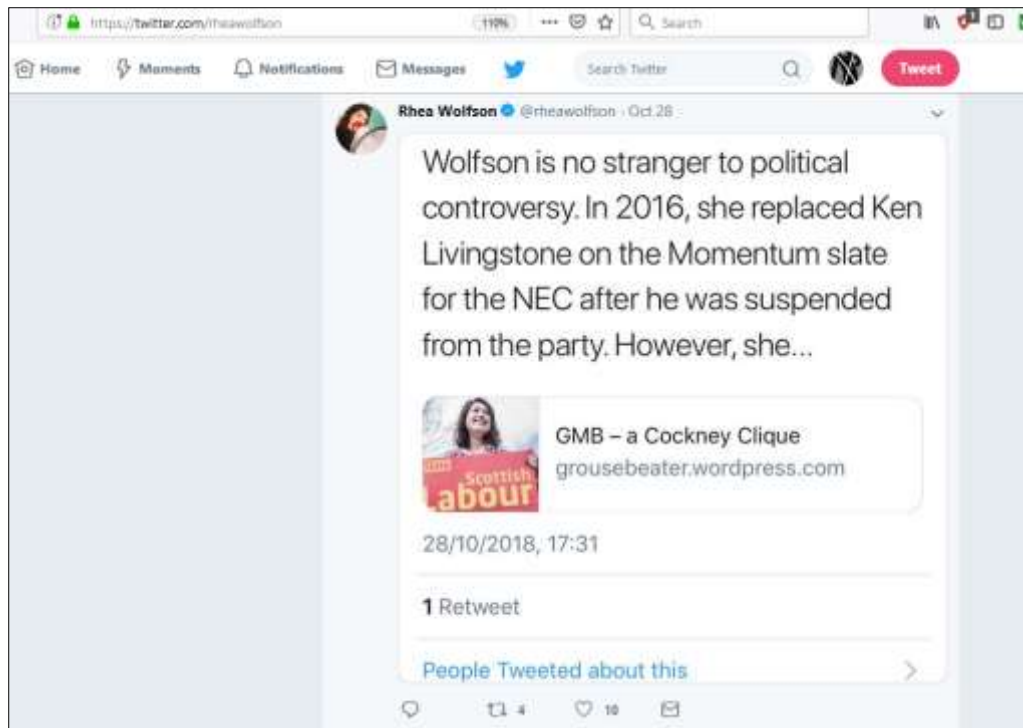 https://twitter.com/rheawolfson
110%
Search
Home Moments Notifications Messages Search Twitter Tweet
Rhea Wolfson @rheawolfson · Oct 28
Wolfson is no stranger to political
controversy. In 2016, she replaced Ken
Livingstone on the Momentum slate
for the NEC after he was suspended
from the party. However, she...
GMB – a Cockney Clique
grousebeater.wordpress.com
Scottish
Labour
28/10/2018, 17:31
1 Retweet
People Tweeted about this
4 10